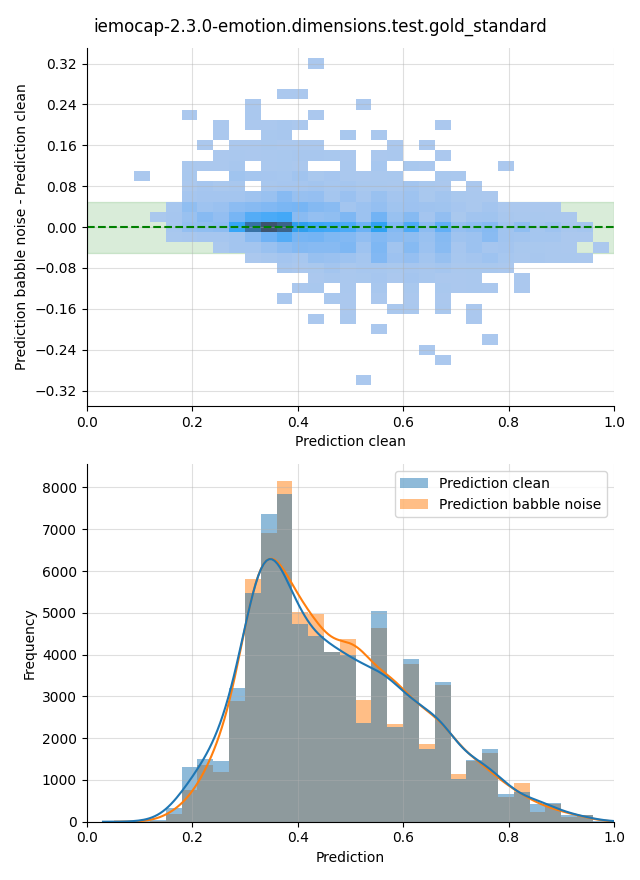 iemocap-2.3.0-emotion.dimensions.test.gold_standard
Prediction babble noise - Prediction clean
0.32
0.24
0.16
0.08
0.00
−0.08
−0.16
−0.24
−0.32
0.0 0.2 0.4 0.6 0.8 1.0
Prediction clean
Frequency
8000
7000
6000
5000
4000
3000
2000
1000
0
Prediction clean
Prediction babble noise
0.0 0.2 0.4 0.6 0.8 1.0
Prediction